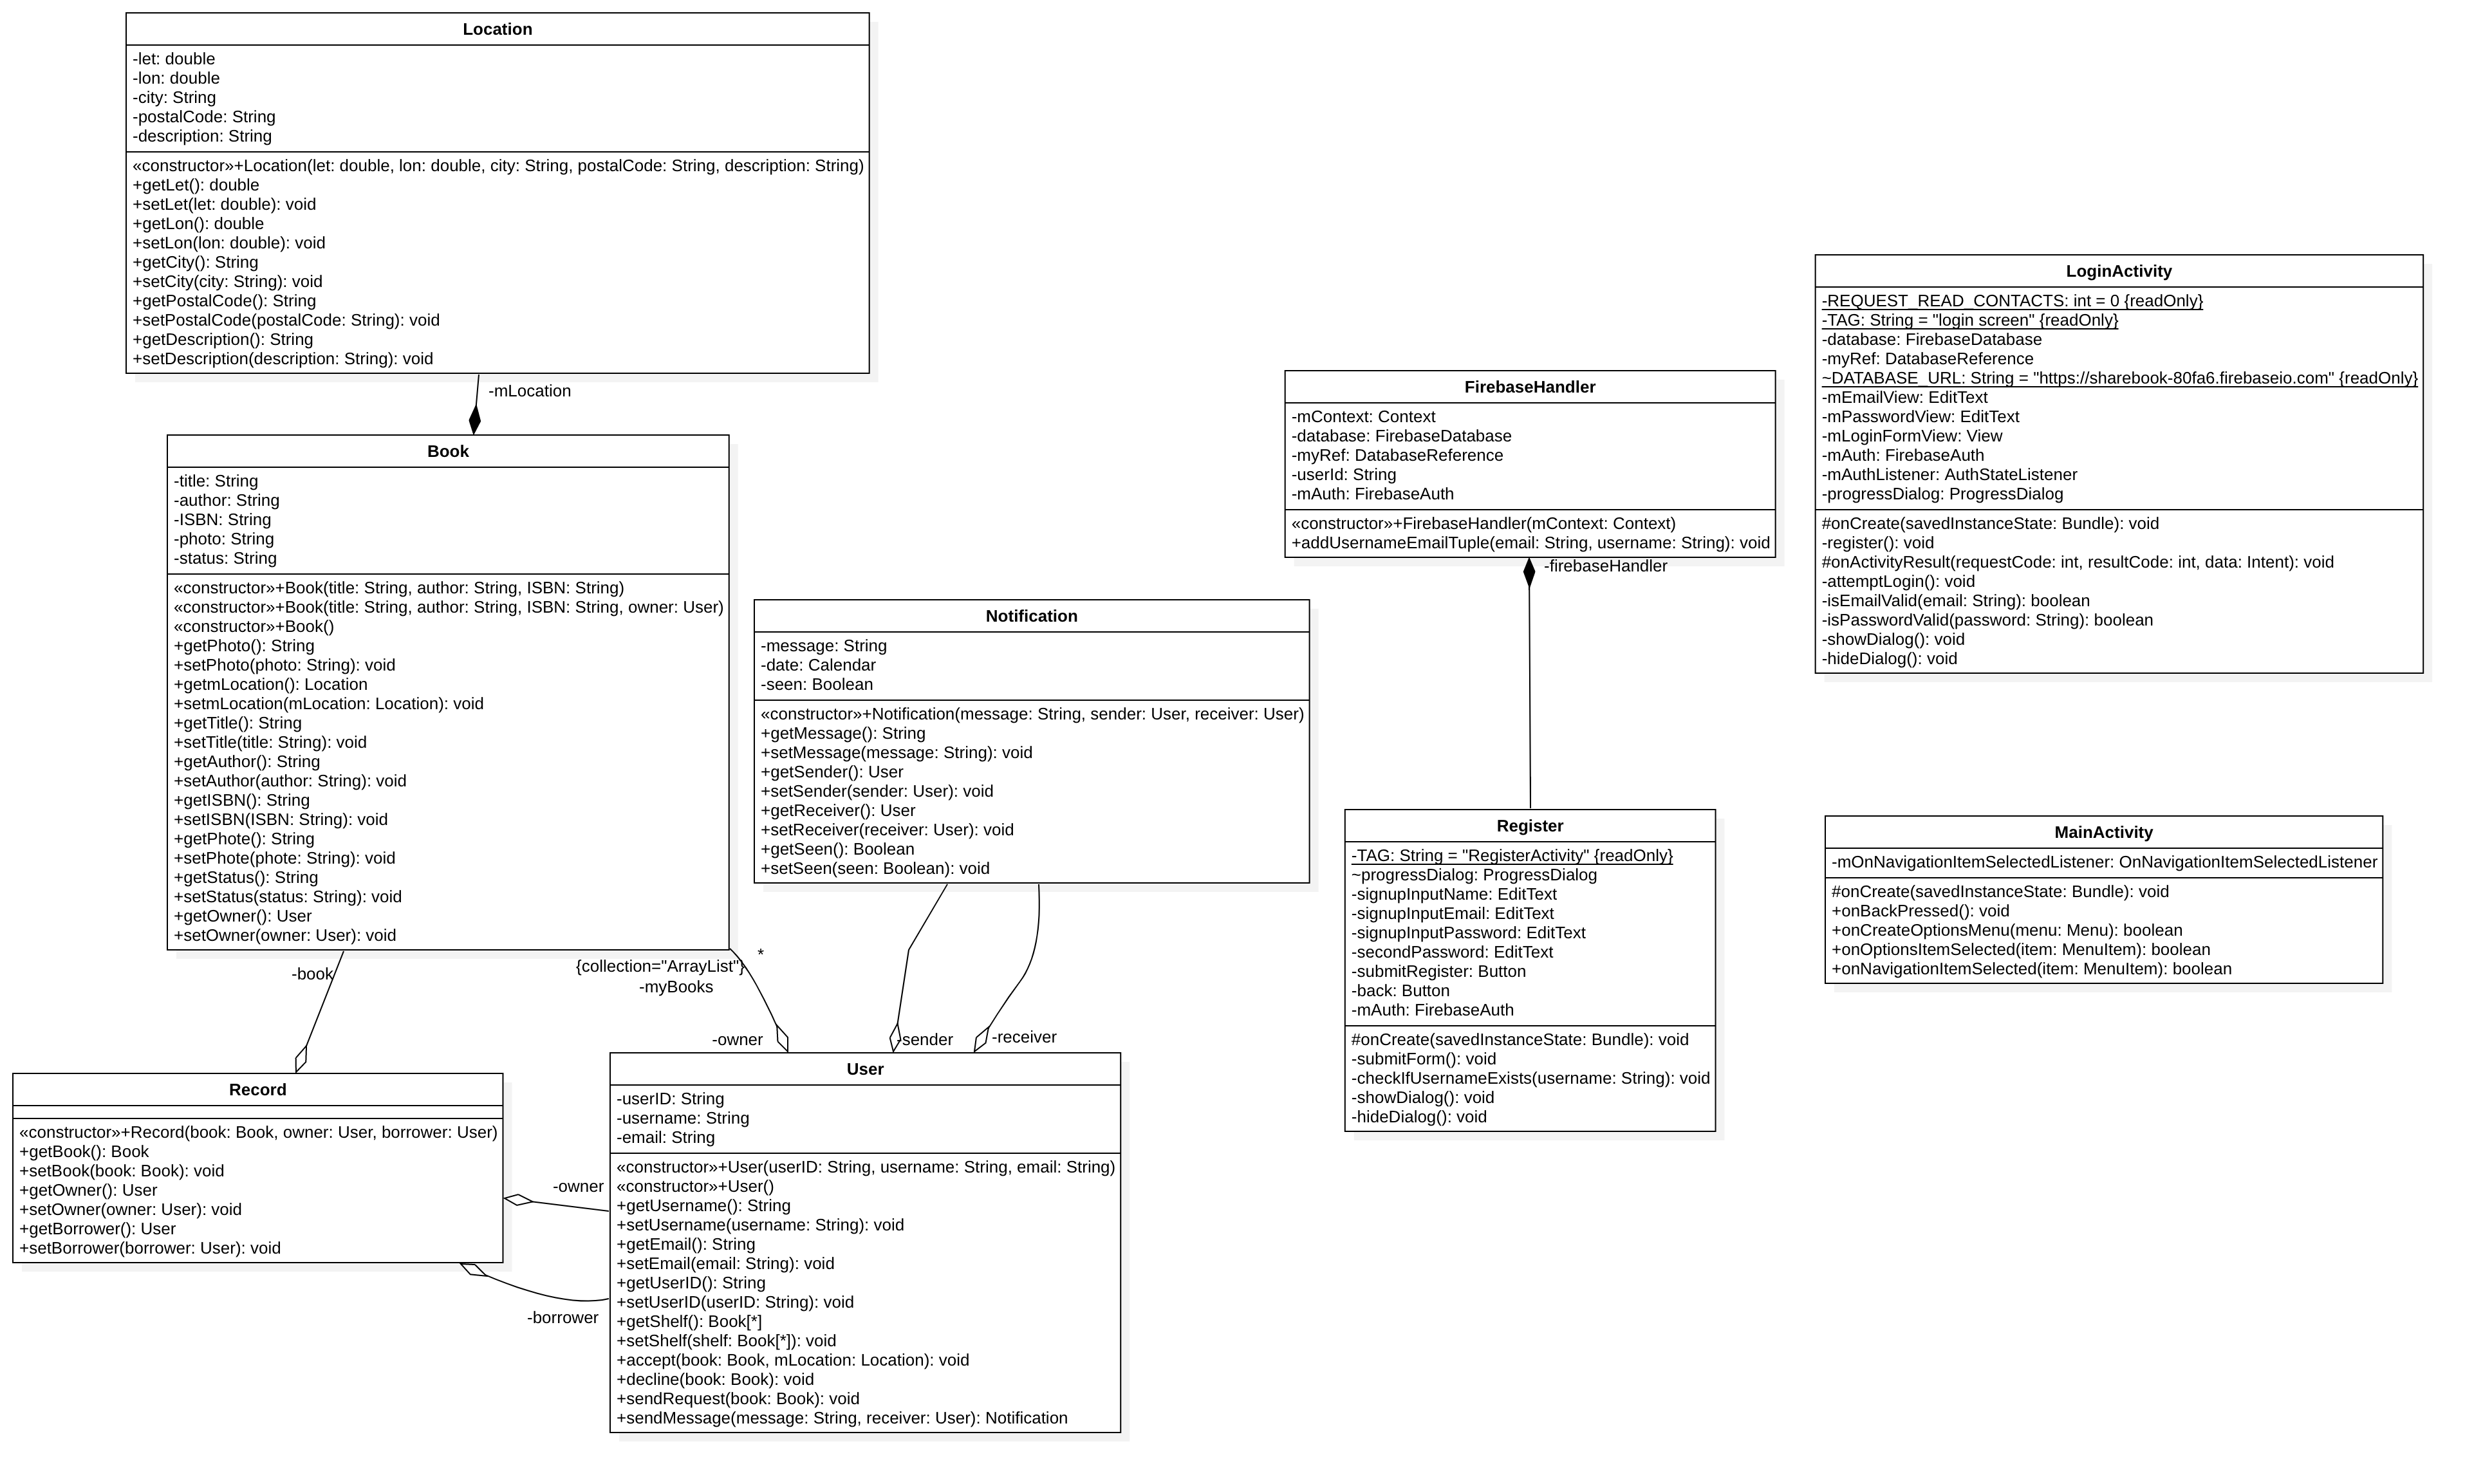 Location
-let: double
-lon: double
-city: String
-postalCode: String
-description: String
«constructor»+Location(let: double, lon: double, city: String, postalCode: String, description: String)
+getLet(): double
+setLet(let: double): void
+getLon(): double
+setLon(lon: double): void
+getCity(): String
+setCity(city: String): void
+getPostalCode(): String
+setPostalCode(postalCode: String): void
+getDescription(): String
+setDescription(description: String): void
-mLocation
Book
-title: String
-author: String
-ISBN: String
-photo: String
-status: String
«constructor»+Book(title: String, author: String, ISBN: String)
«constructor»+Book(title: String, author: String, ISBN: String, owner: User)
«constructor»+Book()
+getPhoto(): String
+setPhoto(photo: String): void
+getmLocation(): Location
+setmLocation(mLocation: Location): void
+getTitle(): String
+setTitle(title: String): void
+getAuthor(): String
+setAuthor(author: String): void
+getISBN(): String
+setISBN(ISBN: String): void
+getPhote(): String
+setPhote(phote: String): void
+getStatus(): String
+setStatus(status: String): void
+getOwner(): User
+setOwner(owner: User): void
-book
*
{collection="ArrayList"}
-myBooks
-owner
Notification
-message: String
-date: Calendar
-seen: Boolean
«constructor»+Notification(message: String, sender: User, receiver: User)
+getMessage(): String
+setMessage(message: String): void
+getSender(): User
+setSender(sender: User): void
+getReceiver(): User
+setReceiver(receiver: User): void
+getSeen(): Boolean
+setSeen(seen: Boolean): void
-sender
-receiver
Record
«constructor»+Record(book: Book, owner: User, borrower: User)
+getBook(): Book
+setBook(book: Book): void
+getOwner(): User
+setOwner(owner: User): void
+getBorrower(): User
+setBorrower(borrower: User): void
-owner
-borrower
User
-userID: String
-username: String
-email: String
«constructor»+User(userID: String, username: String, email: String)
«constructor»+User()
+getUsername(): String
+setUsername(username: String): void
+getEmail(): String
+setEmail(email: String): void
+getUserID(): String
+setUserID(userID: String): void
+getShelf(): Book[*]
+setShelf(shelf: Book[*]): void
+accept(book: Book, mLocation: Location): void
+decline(book: Book): void
+sendRequest(book: Book): void
+sendMessage(message: String, receiver: User): Notification
FirebaseHandler
-mContext: Context
-database: FirebaseDatabase
-myRef: DatabaseReference
-userId: String
-mAuth: FirebaseAuth
«constructor»+FirebaseHandler(mContext: Context)
+addUsernameEmailTuple(email: String, username: String): void
-firebaseHandler
Register
-TAG: String = "RegisterActivity" {readOnly}
~progressDialog: ProgressDialog
-signupInputName: EditText
-signupInputEmail: EditText
-signupInputPassword: EditText
-secondPassword: EditText
-submitRegister: Button
-back: Button
-mAuth: FirebaseAuth
#onCreate(savedInstanceState: Bundle): void
-submitForm(): void
-checkIfUsernameExists(username: String): void
-showDialog(): void
-hideDialog(): void
LoginActivity
-REQUEST_READ_CONTACTS: int = 0 {readOnly}
-TAG: String = "login screen" {readOnly}
-database: FirebaseDatabase
-myRef: DatabaseReference
~DATABASE_URL: String = "https://sharebook-80fa6.firebaseio.com" {readOnly}
-mEmailView: EditText
-mPasswordView: EditText
-mLoginFormView: View
-mAuth: FirebaseAuth
-mAuthListener: AuthStateListener
-progressDialog: ProgressDialog
#onCreate(savedInstanceState: Bundle): void
-register(): void
#onActivityResult(requestCode: int, resultCode: int, data: Intent): void
-attemptLogin(): void
-isEmailValid(email: String): boolean
-isPasswordValid(password: String): boolean
-showDialog(): void
-hideDialog(): void
MainActivity
-mOnNavigationItemSelectedListener: OnNavigationItemSelectedListener
#onCreate(savedInstanceState: Bundle): void
+onBackPressed(): void
+onCreateOptionsMenu(menu: Menu): boolean
+onOptionsItemSelected(item: MenuItem): boolean
+onNavigationItemSelected(item: MenuItem): boolean